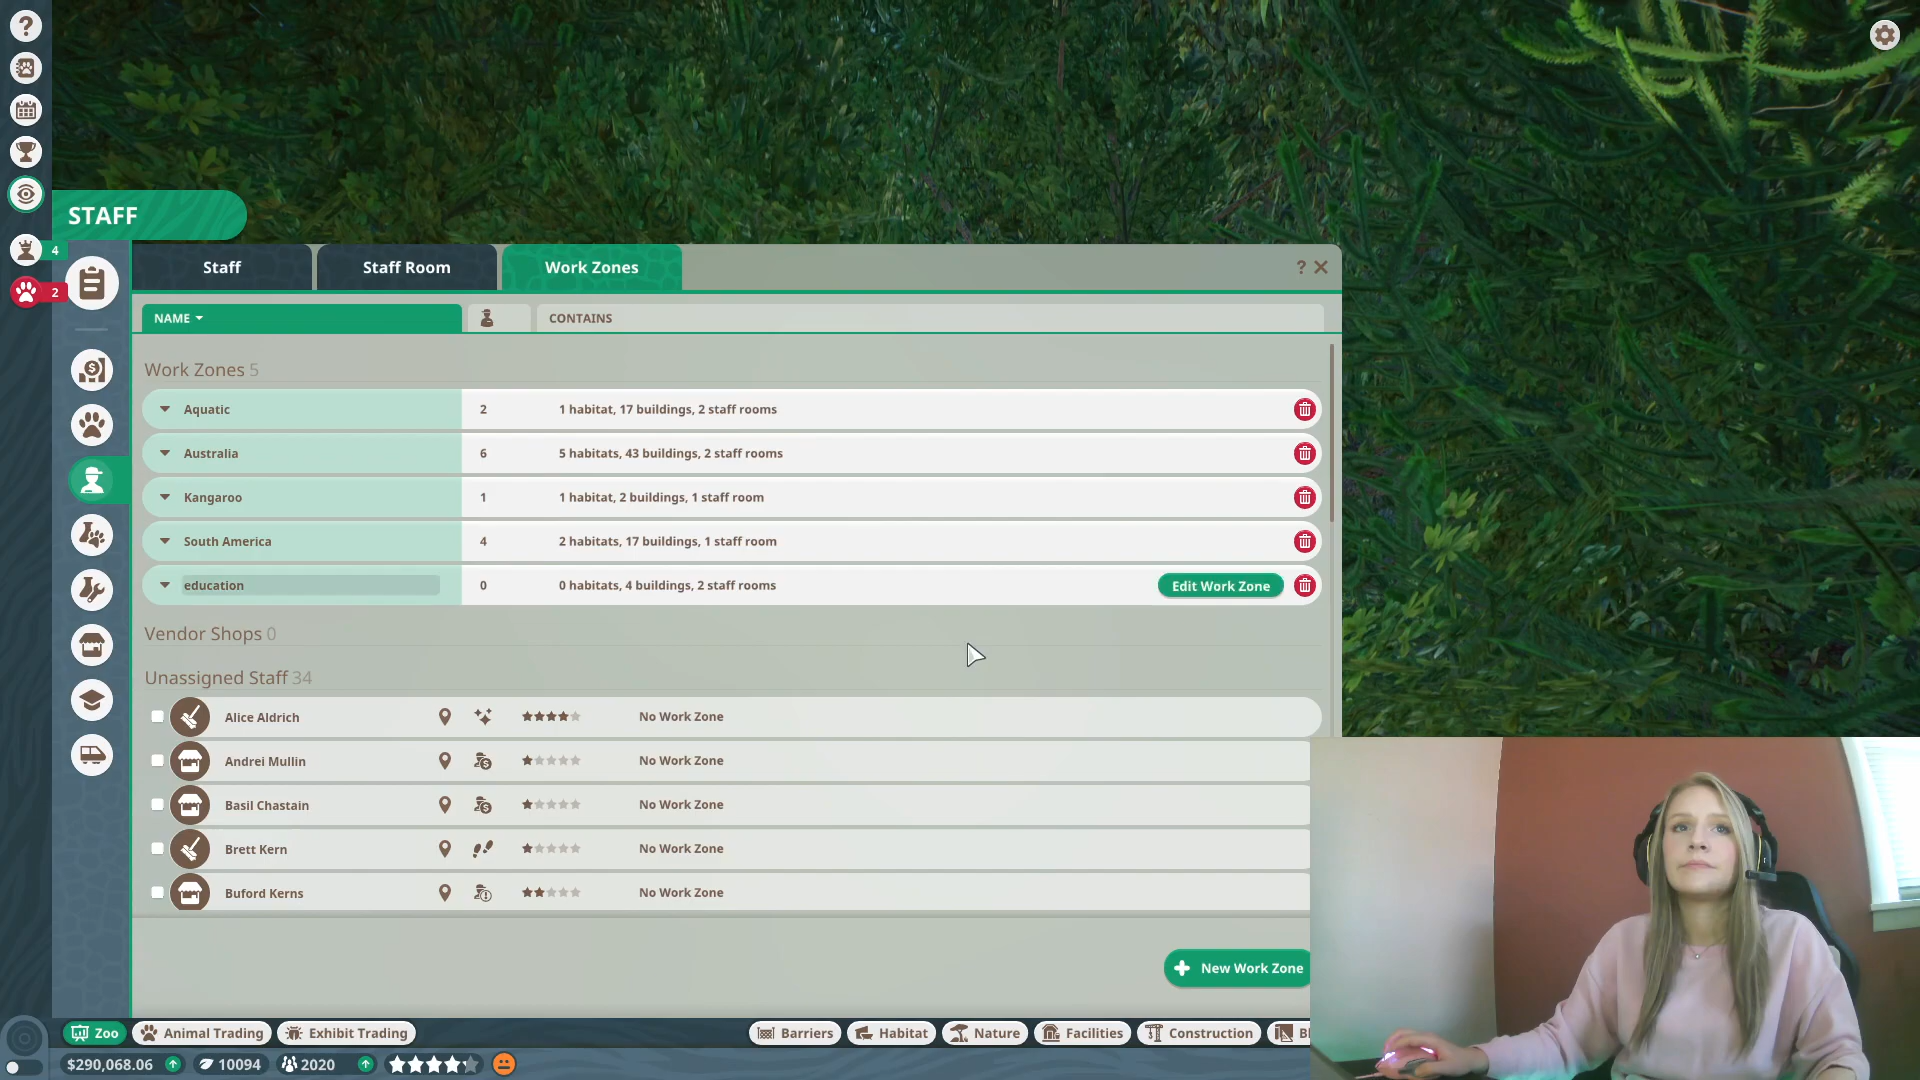 ?
STAFF
4
2
Staff
Staff Room
Work Zones
?
NAME
CONTAINS
Work Zones 5
Aquatic 2 1 habitat, 17 buildings, 2 staff rooms
Australia 6 5 habitats, 43 buildings, 2 staff rooms
Kangaroo 1 1 habitat, 2 buildings, 1 staff room
South America 4 2 habitats, 17 buildings, 1 staff room
education 0 0 habitats, 4 buildings, 2 staff rooms Edit Work Zone
Vendor Shops 0
Unassigned Staff 34
Alice Aldrich No Work Zone
Andrei Mullin No Work Zone
Basil Chastain No Work Zone
Brett Kern No Work Zone
Buford Kerns No Work Zone
New Work Zone
Zoo Animal Trading Exhibit Trading Barriers Habitat Nature Facilities Construction Bl
$290,068.06 10094 2020